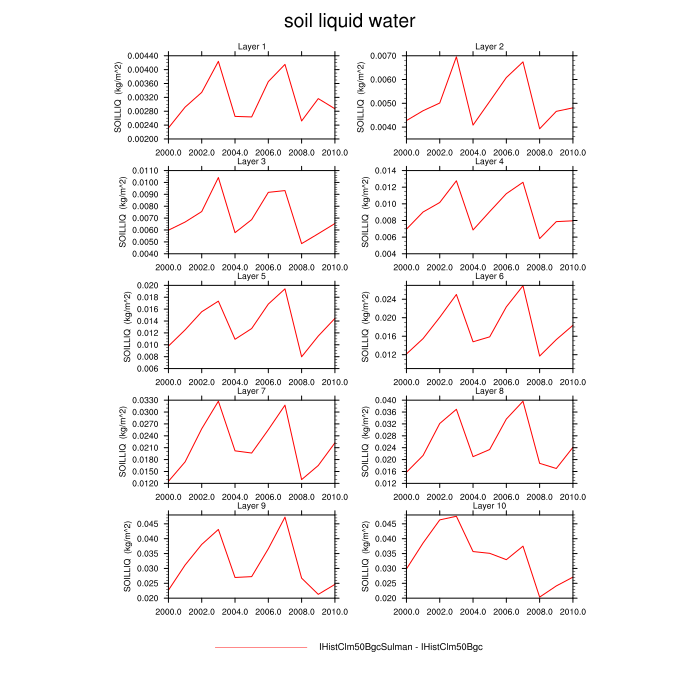 soil liquid water
Layer 1
SOILLIQ (kg/m^2)
0.00440
0.00400
0.00360
0.00320
0.00280
0.00240
0.00200
2000.0 2002.0 2004.0 2006.0 2008.0 2010.0
Layer 2
SOILLIQ (kg/m^2)
0.0070
0.0060
0.0050
0.0040
2000.0 2002.0 2004.0 2006.0 2008.0 2010.0
Layer 3
SOILLIQ (kg/m^2)
0.0110
0.0100
0.0090
0.0080
0.0070
0.0060
0.0050
0.0040
2000.0 2002.0 2004.0 2006.0 2008.0 2010.0
Layer 4
SOILLIQ (kg/m^2)
0.014
0.012
0.010
0.008
0.006
0.004
2000.0 2002.0 2004.0 2006.0 2008.0 2010.0
Layer 5
SOILLIQ (kg/m^2)
0.020
0.018
0.016
0.014
0.012
0.010
0.008
0.006
2000.0 2002.0 2004.0 2006.0 2008.0 2010.0
Layer 6
SOILLIQ (kg/m^2)
0.024
0.020
0.016
0.012
2000.0 2002.0 2004.0 2006.0 2008.0 2010.0
Layer 7
SOILLIQ (kg/m^2)
0.0330
0.0300
0.0270
0.0240
0.0210
0.0180
0.0150
0.0120
2000.0 2002.0 2004.0 2006.0 2008.0 2010.0
Layer 8
SOILLIQ (kg/m^2)
0.040
0.036
0.032
0.028
0.024
0.020
0.016
0.012
2000.0 2002.0 2004.0 2006.0 2008.0 2010.0
Layer 9
SOILLIQ (kg/m^2)
0.045
0.040
0.035
0.030
0.025
0.020
2000.0 2002.0 2004.0 2006.0 2008.0 2010.0
Layer 10
SOILLIQ (kg/m^2)
0.045
0.040
0.035
0.030
0.025
0.020
2000.0 2002.0 2004.0 2006.0 2008.0 2010.0
IHistClm50BgcSulman - IHistClm50Bgc